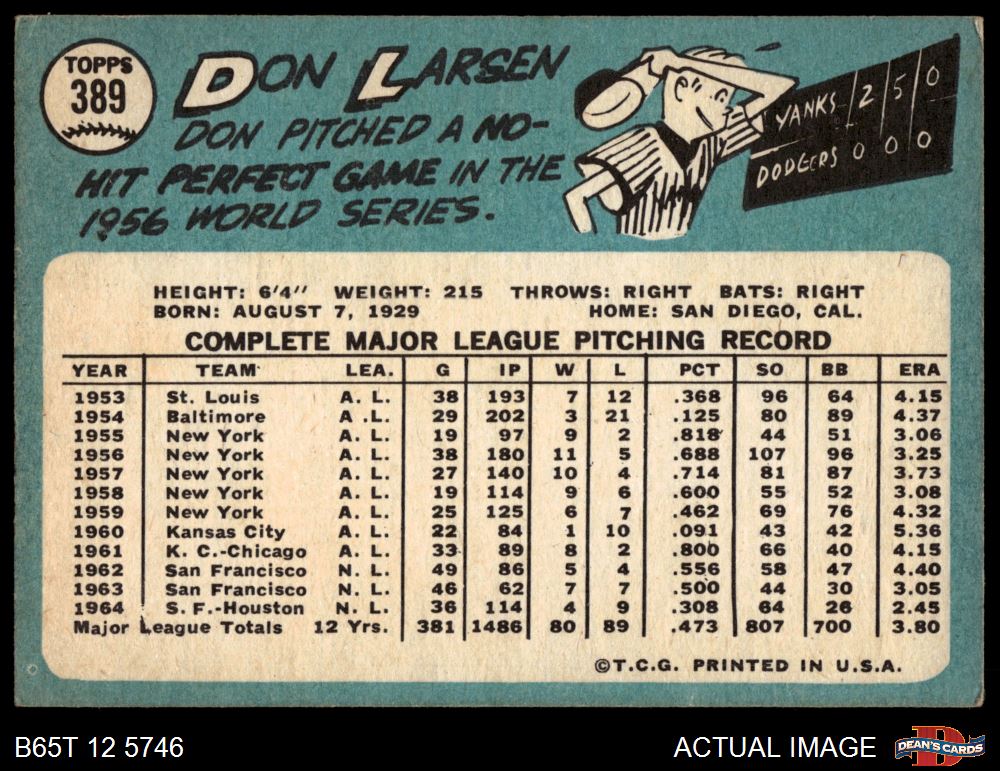 TOPPS
389
DON LARSEN
DON PITCHED A NO-
HIT PERFECT GAME IN THE
1956 WORLD SERIES.
YANKS 2 5 0
DODGERS 0 0 0
HEIGHT: 6'4" WEIGHT: 215 THROWS: RIGHT BATS: RIGHT
BORN: AUGUST 7, 1929 HOME: SAN DIEGO, CAL.
COMPLETE MAJOR LEAGUE PITCHING RECORD
YEAR TEAM LEA. G IP W L PCT SO BB ERA
1953 St. Louis A. L. 38 193 7 12 .368 96 64 4.15
1954 Baltimore A .L. 29 202 3 21 .125 80 89 4.37
1955 New York A. L. 19 97 9 2 .818 44 51 3.06
1956 New York A. L. 38 180 11 5 .688 107 96 3.25
1957 New York A. L. 27 140 10 4 .714 81 87 3.73
1958 New York A. L. 19 114 9 6 .600 55 52 3.08
1959 New York A. L. 25 125 6 7 .462 69 76 4.32
1960 Kansas City A. L. 22 84 1 10 .091 43 42 5.36
1961 K. C.-Chicago A. L. 33 89 8 2 .800 66 40 4.15
1962 San Francisco N. L. 49 86 5 4 .556 58 47 4.40
1963 San Francisco N. L. 46 62 7 7 .500 44 30 3.05
1964 S. F.-Houston N. L. 36 114 4 9 .308 64 26 2.45
Major League Totals 12 Yrs. 381 1486 80 89 .473 807 700 3.80
©T.C.G. PRINTED IN U.S.A.
B65T 12 5746
ACTUAL IMAGE
D
DEAN'S CARDS